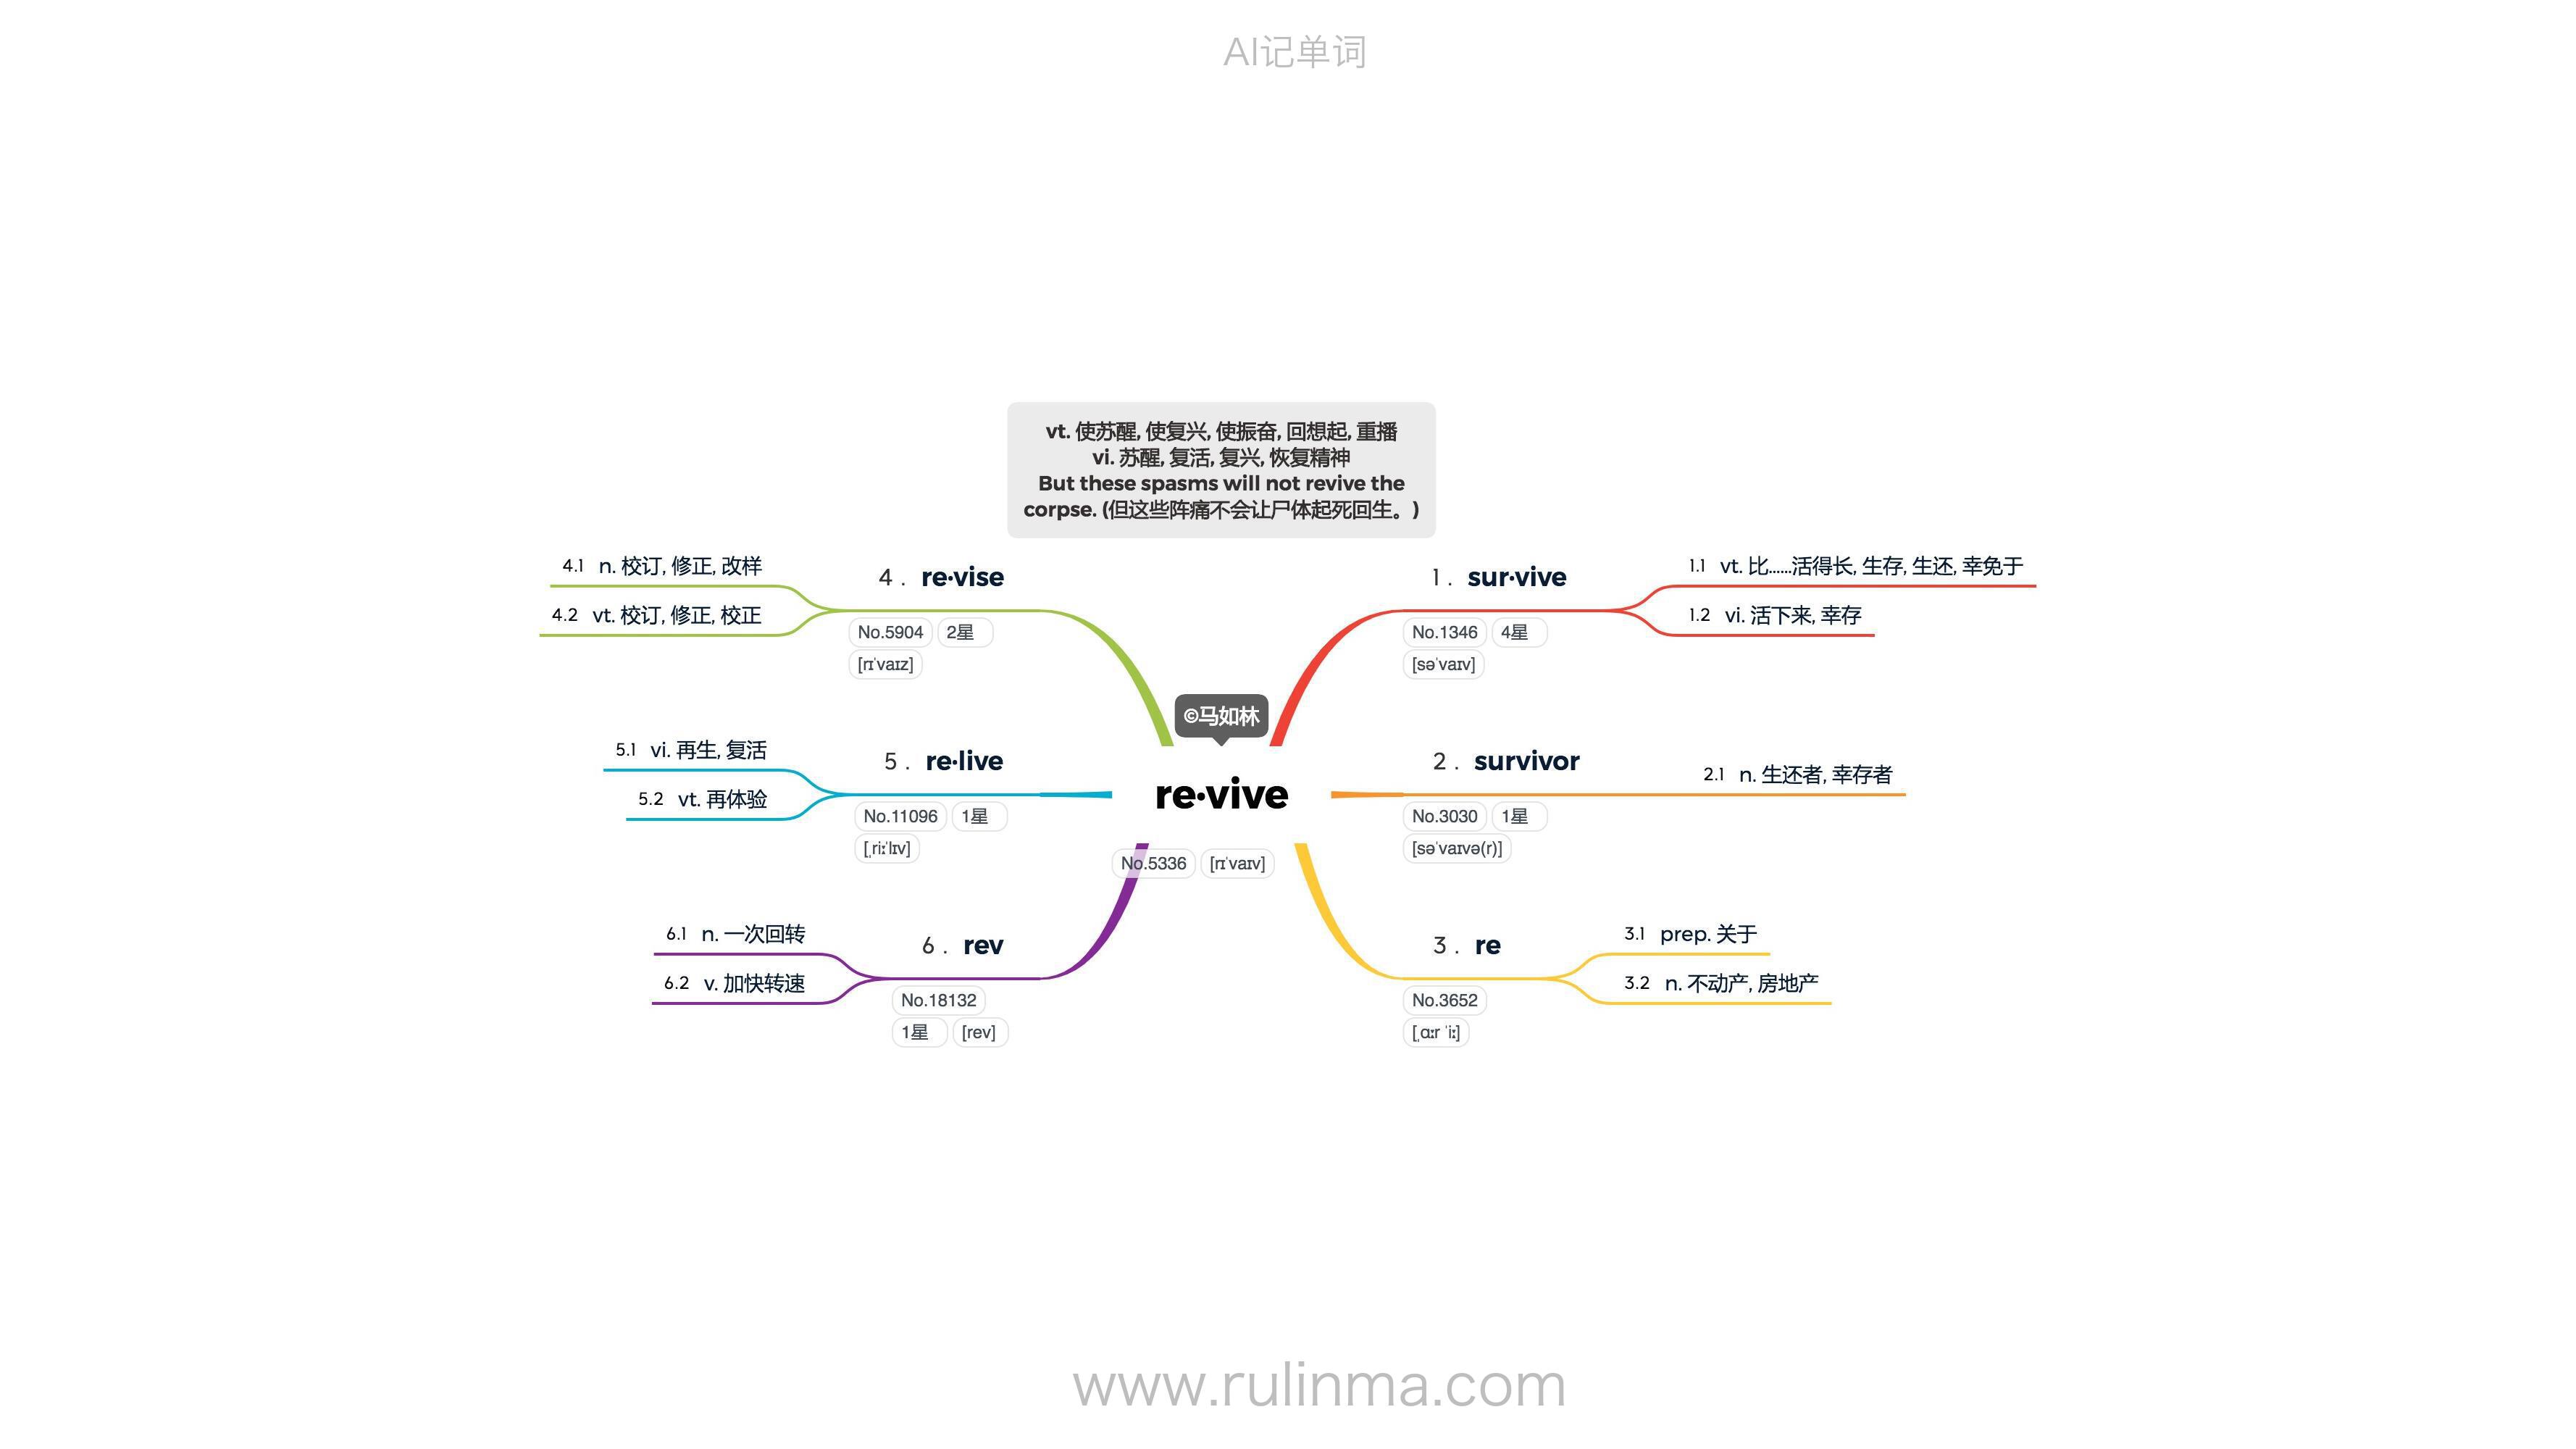 AI记单词
vt. 使苏醒, 使复兴, 使振奋, 回想起, 重播
vi. 苏醒, 复活, 复兴, 恢复精神
But these spasms will not revive the
corpse. (但这些阵痛不会让尸体起死回生。)
©马如林
re·vive
No.5336 [rɪˈvaɪv]
1 . sur·vive
No.1346 4星
[səˈvaɪv]
1.1 vt. 比......活得长, 生存, 生还, 幸免于
1.2 vi. 活下来, 幸存
2 . survivor
No.3030 1星
[səˈvaɪvə(r)]
2.1 n. 生还者, 幸存者
3 . re
No.3652
[ˌɑːr ˈiː]
3.1 prep. 关于
3.2 n. 不动产, 房地产
4 . re·vise
No.5904 2星
[rɪˈvaɪz]
4.1 n. 校订, 修正, 改样
4.2 vt. 校订, 修正, 校正
5 . re·live
No.11096 1星
[ˌriːˈlɪv]
5.1 vi. 再生, 复活
5.2 vt. 再体验
6 . rev
No.18132
1星 [rev]
6.1 n. 一次回转
6.2 v. 加快转速
www.rulinma.com